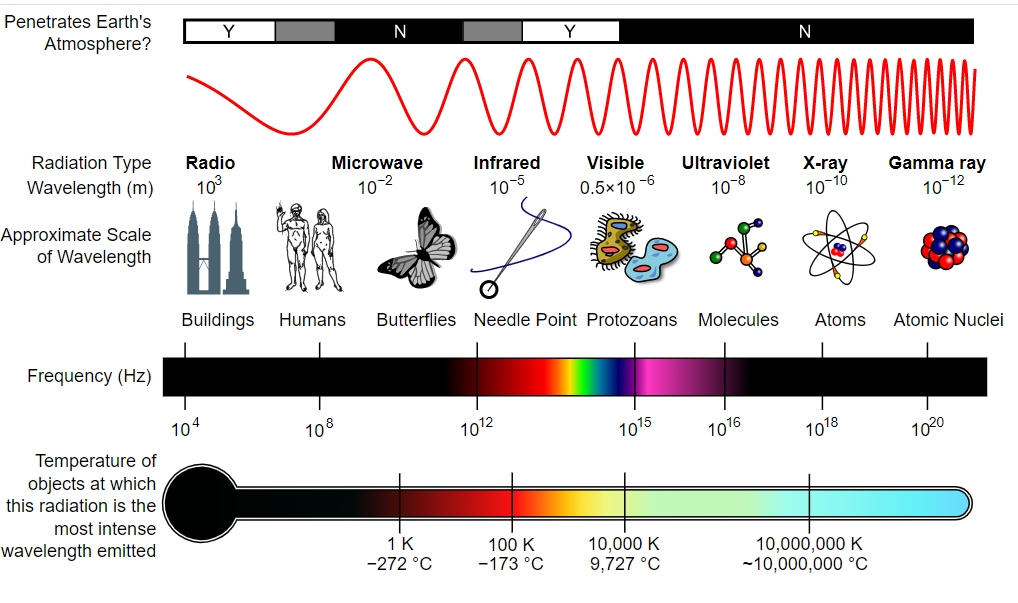 Penetrates Earth's
Atmosphere?
Y N Y N
Radiation Type Radio Microwave Infrared Visible Ultraviolet X-ray Gamma ray
Wavelength (m) 10³ 10⁻² 10⁻⁵ 0.5×10⁻⁶ 10⁻⁸ 10⁻¹⁰ 10⁻¹²
Approximate Scale
of Wavelength
Buildings Humans Butterflies Needle Point Protozoans Molecules Atoms Atomic Nuclei
Frequency (Hz)
10⁴ 10⁸ 10¹² 10¹⁵ 10¹⁶ 10¹⁸ 10²⁰
Temperature of
objects at which
this radiation is the
most intense
wavelength emitted
1 K 100 K 10,000 K 10,000,000 K
−272 °C −173 °C 9,727 °C ~10,000,000 °C